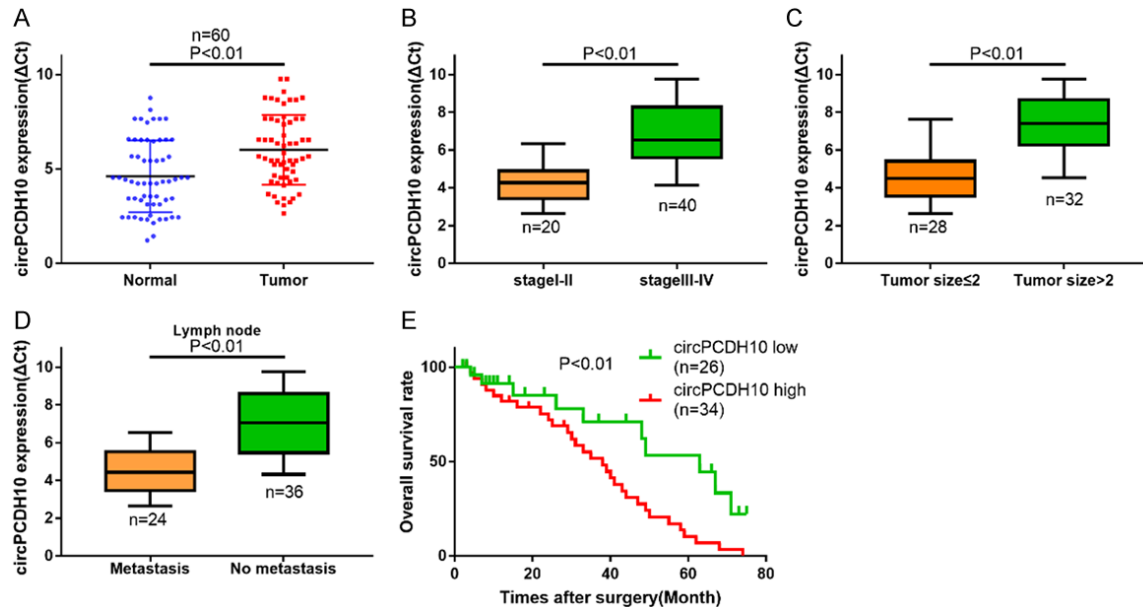 A
n=60
P<0.01
circPCDH10 expression(ΔCt)
10
5
0
Normal
Tumor
B
P<0.01
circPCDH10 expression(ΔCt)
10
8
6
4
2
0
n=20
n=40
stageI-II
stageIII-IV
C
P<0.01
circPCDH10 expression(ΔCt)
10
8
6
4
2
0
n=28
n=32
Tumor size≤2
Tumor size>2
D
Lymph node
P<0.01
circPCDH10 expression(ΔCt)
10
8
6
4
2
0
n=24
n=36
Metastasis
No metastasis
E
P<0.01
circPCDH10 low
(n=26)
circPCDH10 high
(n=34)
Overall survival rate
100
50
0
0
20
40
60
80
Times after surgery(Month)